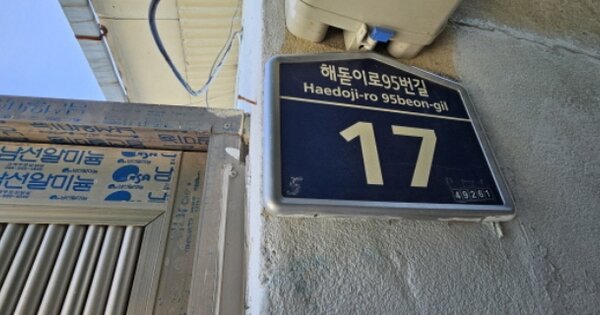 해돋이로95번길
Haedoji-ro 95beon-gil
17
49261
남선알미늄
남선알미늄